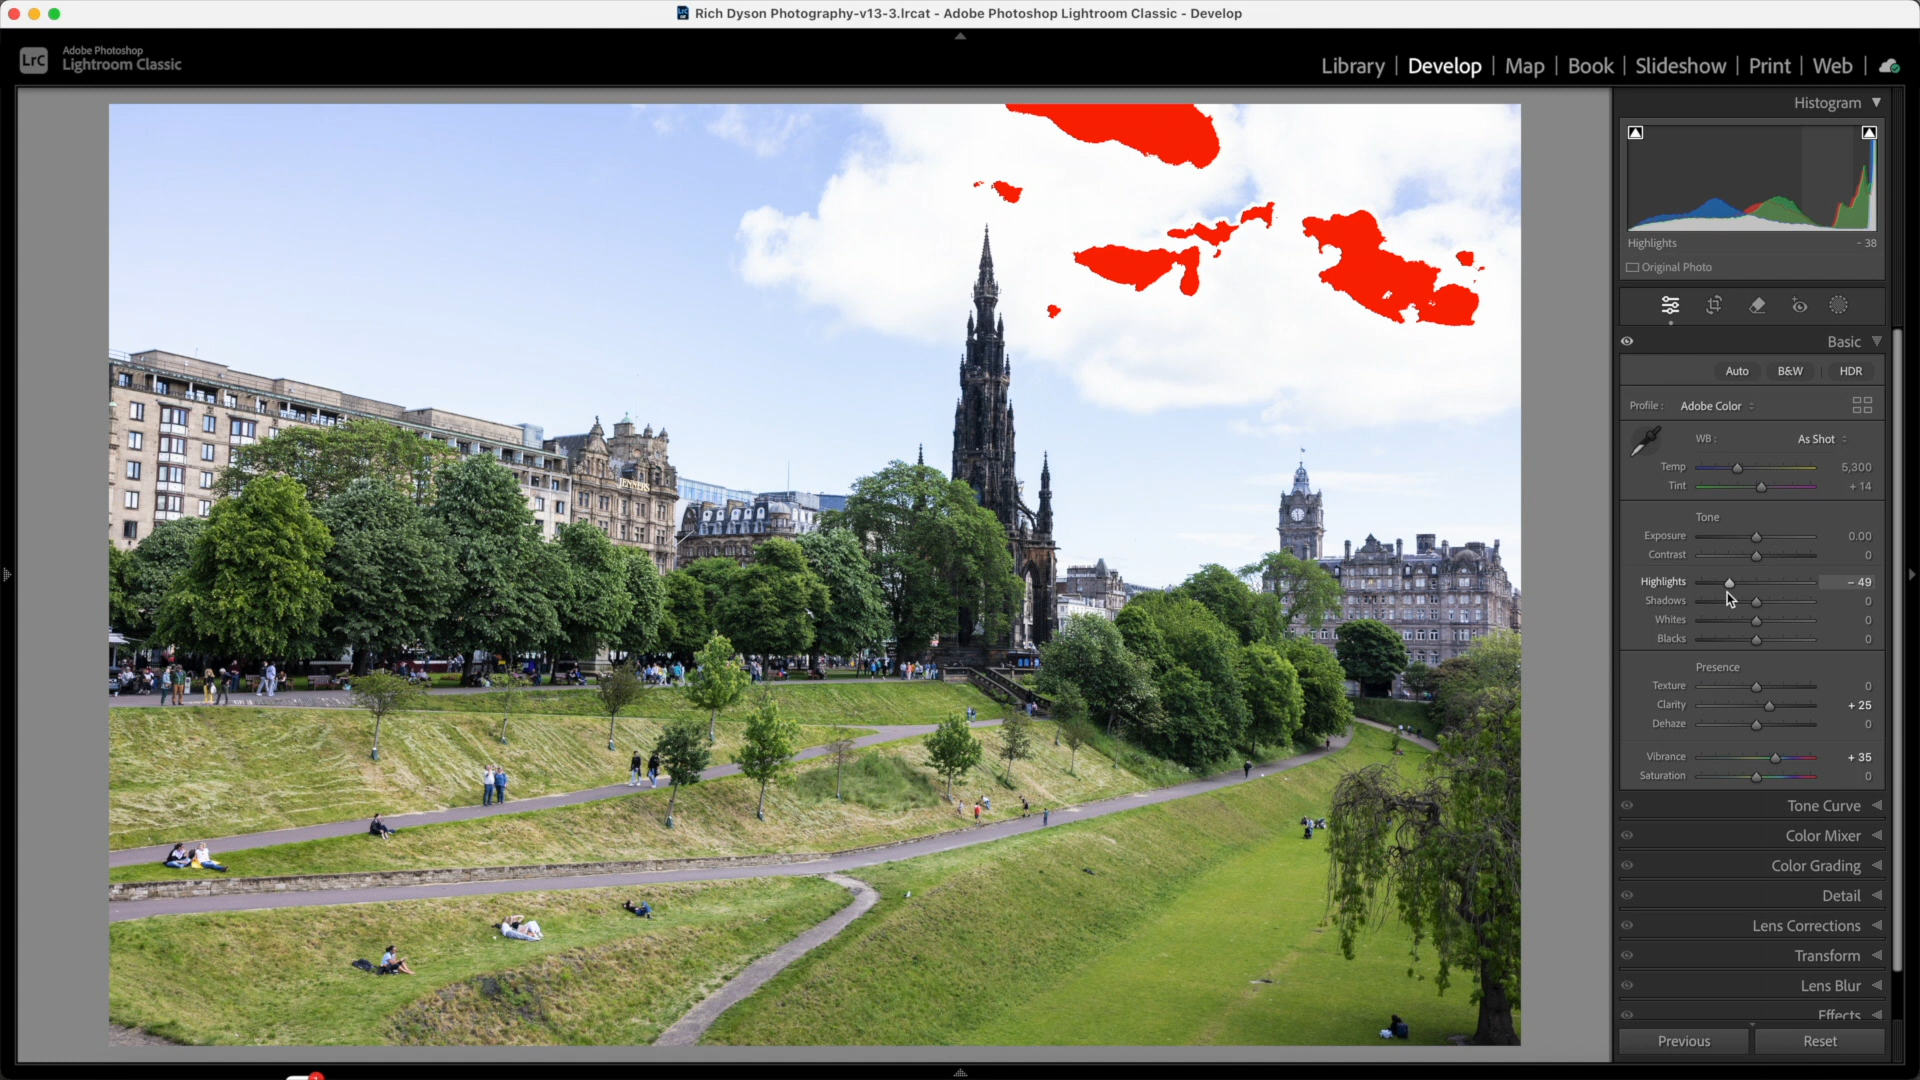 Rich Dyson Photography-v13-3.lrcat - Adobe Photoshop Lightroom Classic - Develop
LrC
Adobe Photoshop
Lightroom Classic
Library | Develop | Map | Book | Slideshow | Print | Web |
Histogram
Highlights - 38
Original Photo
Basic
Auto B&W | HDR
Profile : Adobe Color
WB : As Shot
Temp 5,300
Tint + 14
Tone
Exposure 0.00
Contrast 0
Highlights - 49
Shadows 0
Whites 0
Blacks 0
Presence
Texture 0
Clarity + 25
Dehaze 0
Vibrance + 35
Saturation 0
Tone Curve
Color Mixer
Color Grading
Detail
Lens Corrections
Transform
Lens Blur
Effects
Previous Reset
JENNERS